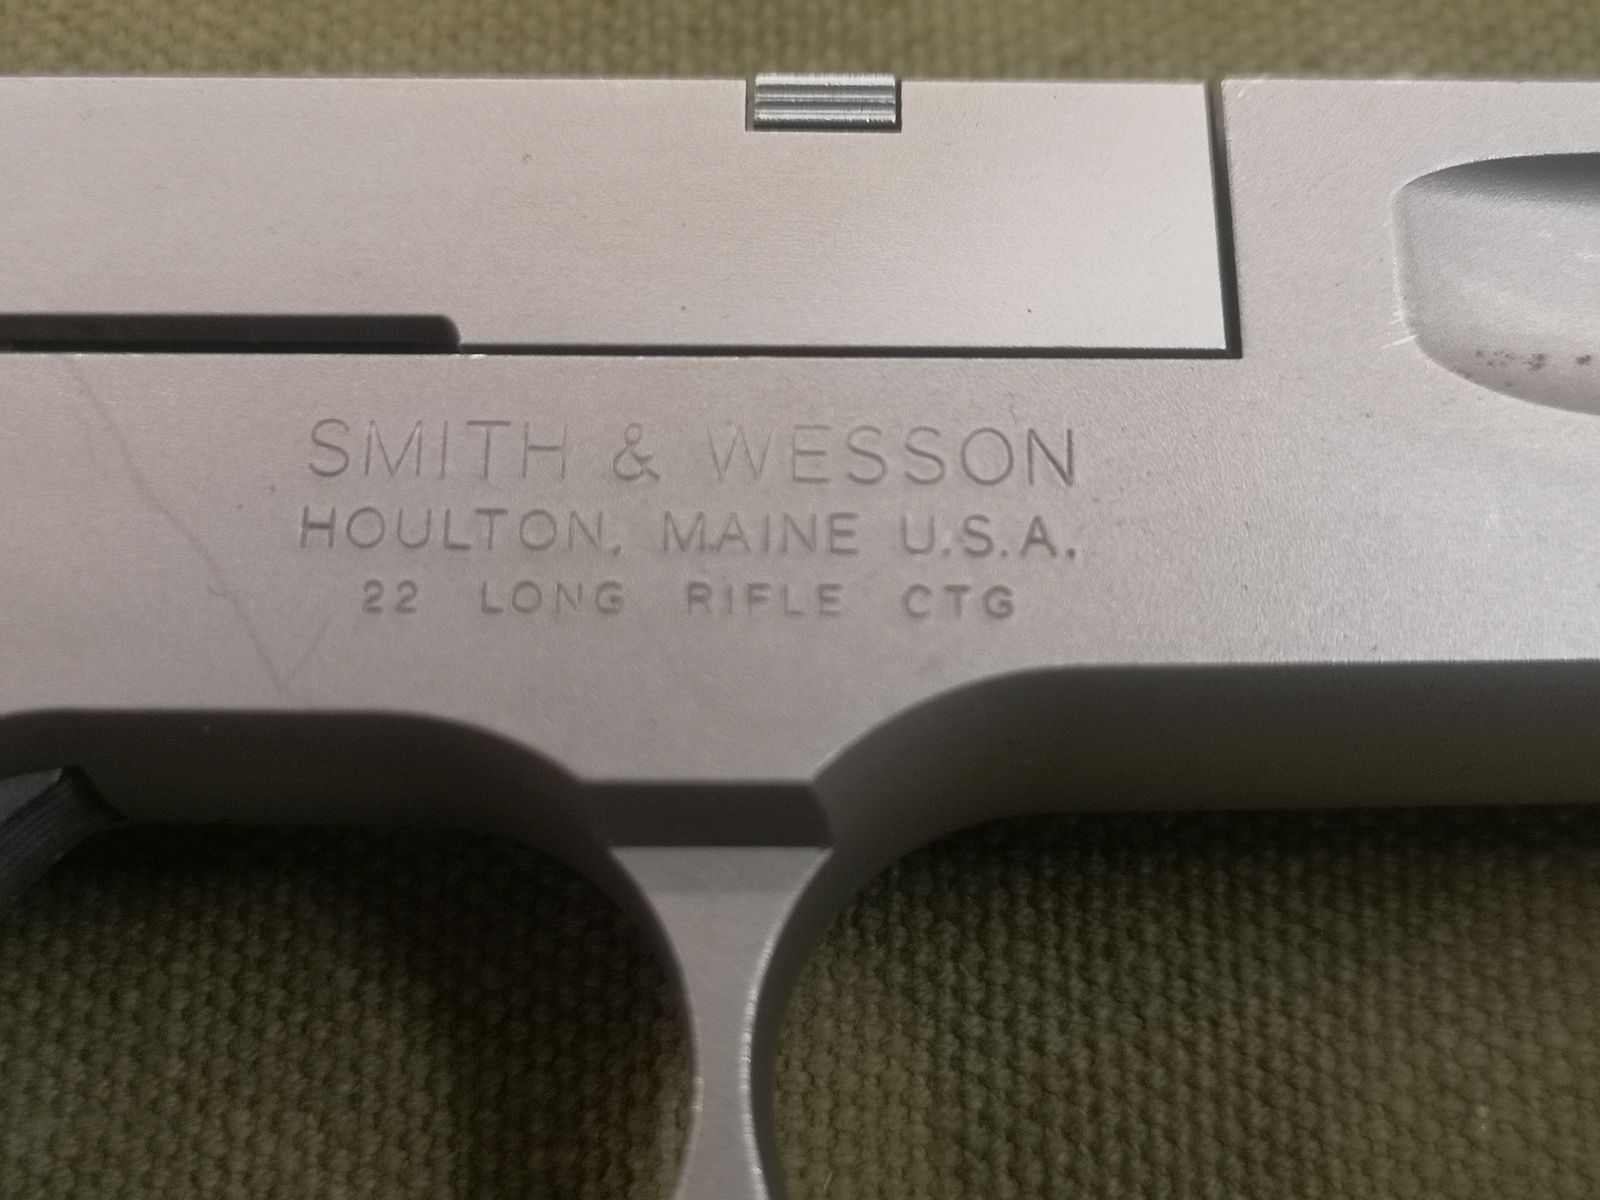 SMITH & WESSON
HOULTON, MAINE U.S.A.
22 LONG RIFLE CTG